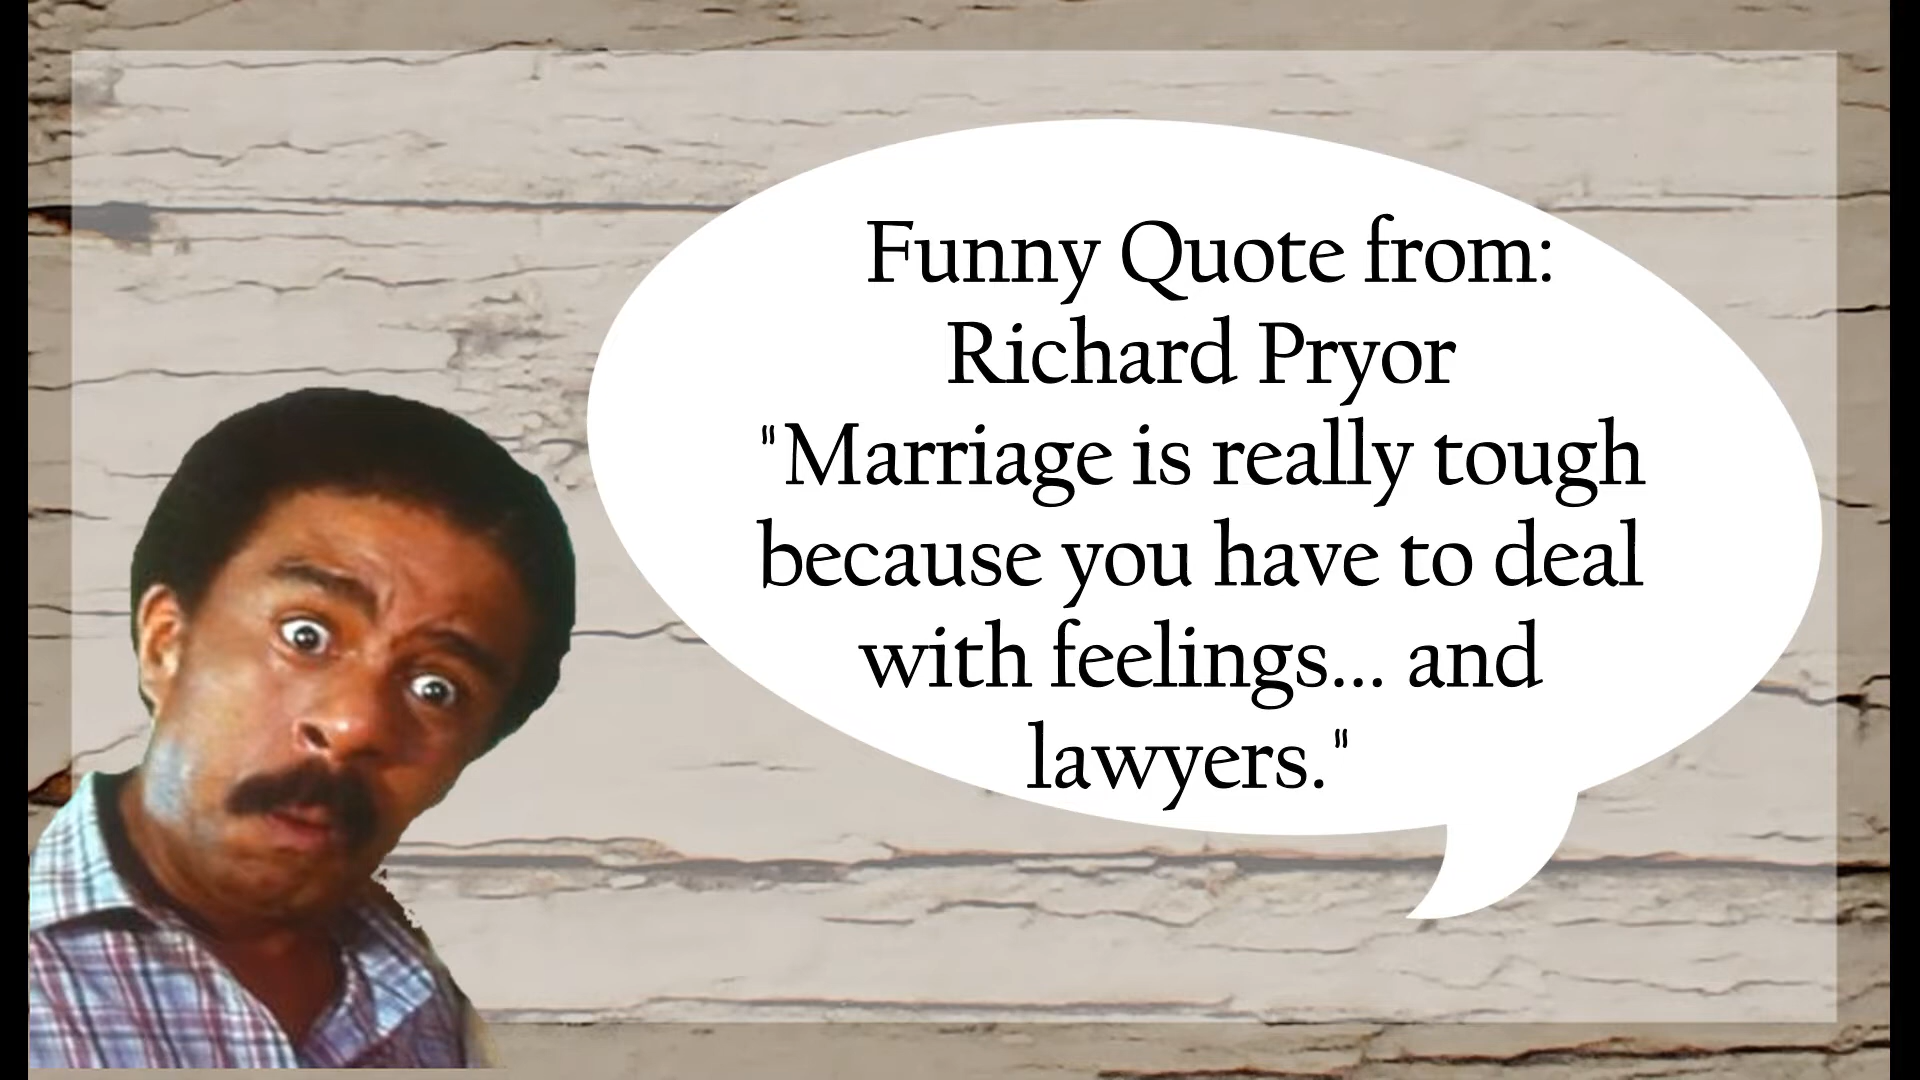 Funny Quote from:
Richard Pryor
"Marriage is really tough
because you have to deal
with feelings... and
lawyers."